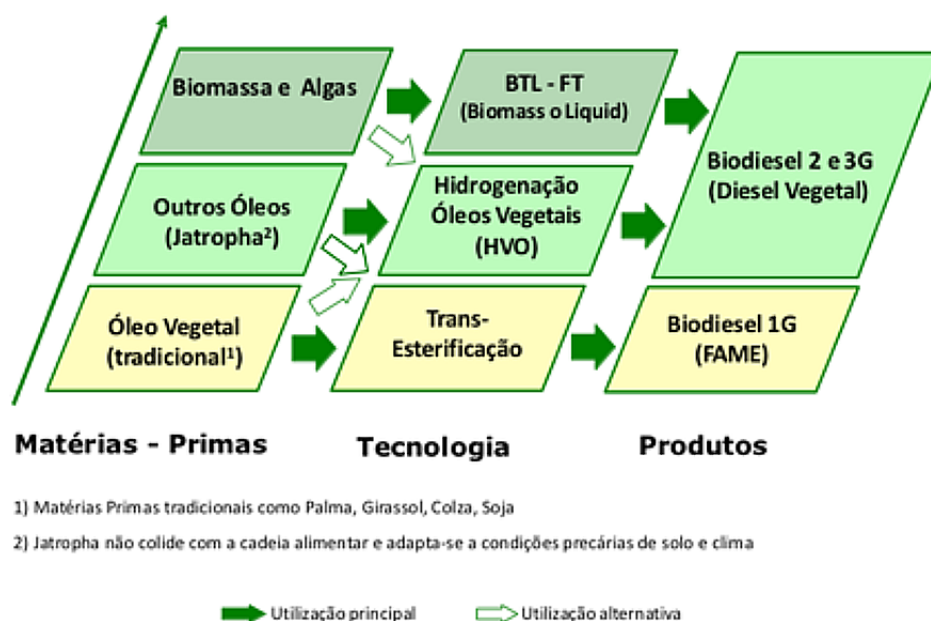 Biomassa e Algas
BTL - FT
(Biomass o Liquid)
Biodiesel 2 e 3G
(Diesel Vegetal)
Outros Óleos
(Jatropha²)
Hidrogenação
Óleos Vegetais
(HVO)
Óleo Vegetal
(tradicional¹)
Trans-
Esterificação
Biodiesel 1G
(FAME)
Matérias - Primas
Tecnologia
Produtos
1) Matérias Primas tradicionais como Palma, Girassol, Colza, Soja
2) Jatropha não colide com a cadeia alimentar e adapta-se a condições precárias de solo e clima
Utilização principal
Utilização alternativa